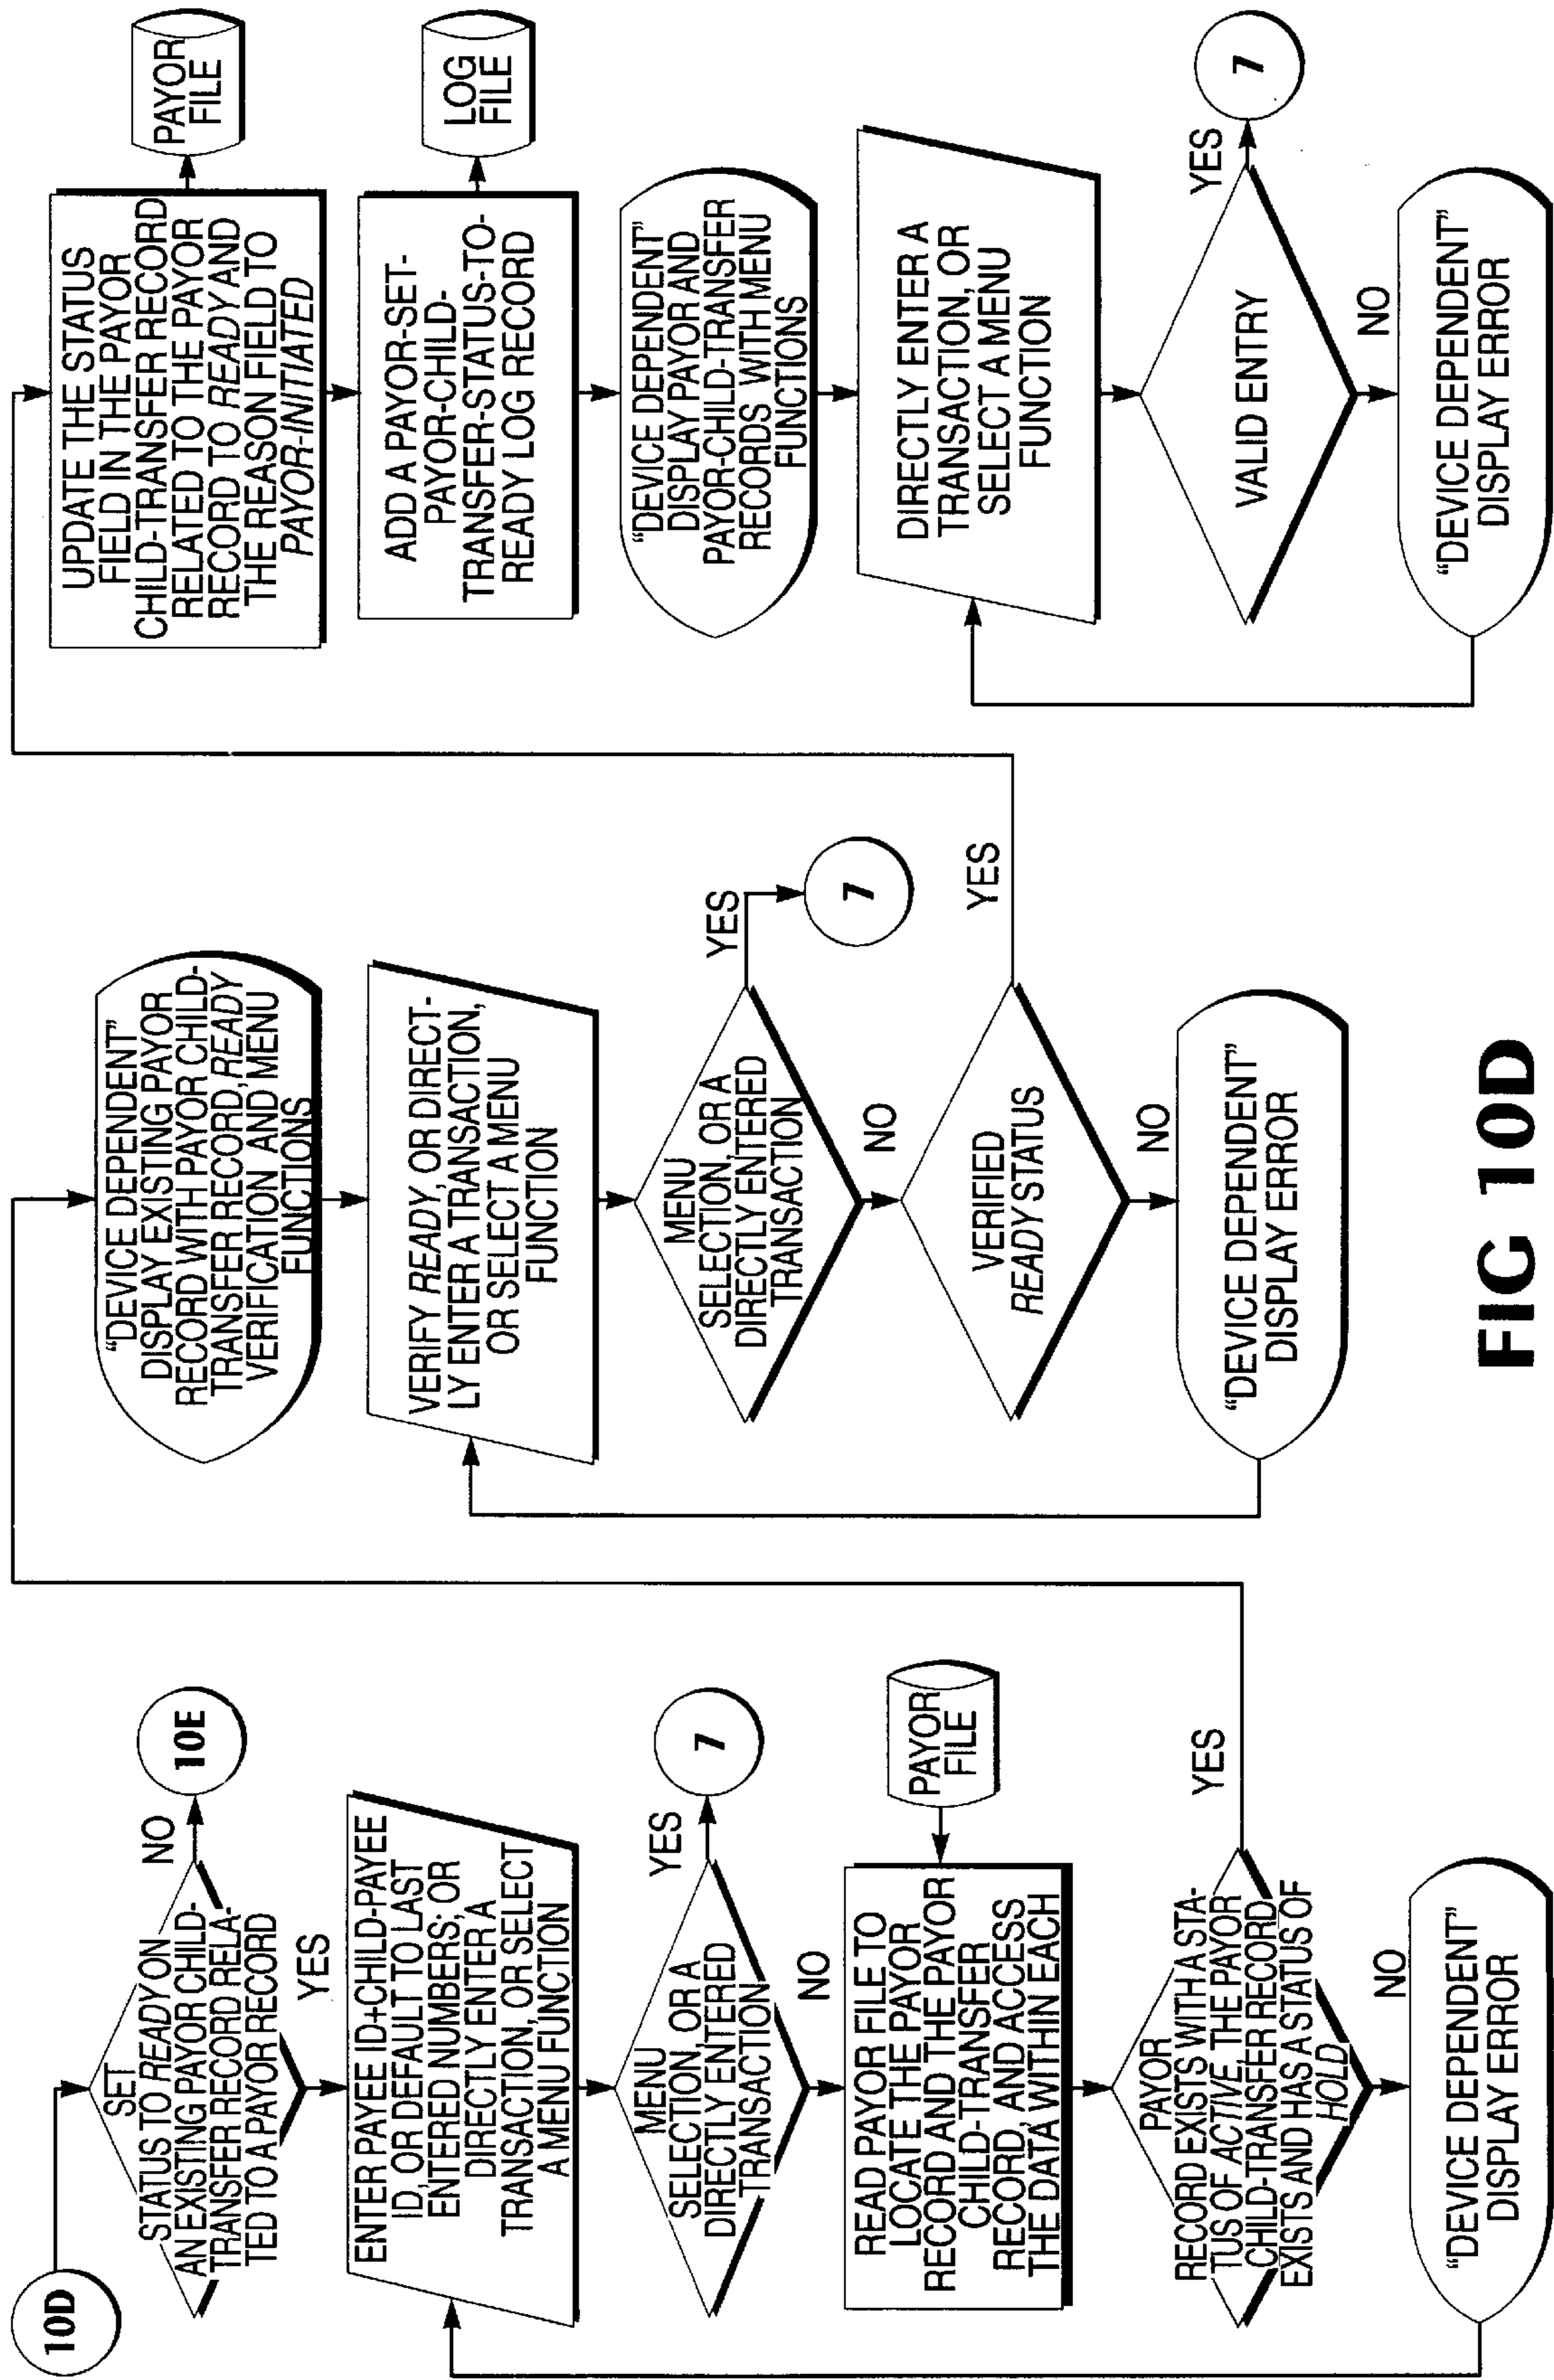 10D
SET
STATUS TO READY ON
AN EXISTING PAYOR CHILD-
TRANSFER RECORD RELA-
TED TO A PAYOR RECORD
NO
10E
YES
ENTER PAYEE ID+CHILD-PAYEE
ID, OR DEFAULT TO LAST
ENTERED NUMBERS; OR
DIRECTLY ENTER A
TRANSACTION, OR SELECT
A MENU FUNCTION
MENU
SELECTION, OR A
DIRECTLY ENTERED
TRANSACTION
YES
7
NO
READ PAYOR FILE TO
LOCATE THE PAYOR
RECORD AND THE PAYOR
CHILD-TRANSFER
RECORD, AND ACCESS
THE DATA WITHIN EACH
PAYOR
FILE
PAYOR
RECORD EXISTS WITH A STA-
TUS OF ACTIVE, THE PAYOR
CHILD-TRANSFER RECORD
EXISTS AND HAS A STATUS OF
HOLD
YES
NO
"DEVICE DEPENDENT"
DISPLAY ERROR
"DEVICE DEPENDENT"
DISPLAY EXISTING PAYOR
RECORD WITH PAYOR CHILD-
TRANSFER RECORD, READY
VERIFICATION AND MENU
FUNCTIONS
VERIFY READY, OR DIRECT-
LY ENTER A TRANSACTION,
OR SELECT A MENU
FUNCTION
MENU
SELECTION, OR A
DIRECTLY ENTERED
TRANSACTION
YES
7
NO
VERIFIED
READY STATUS
YES
NO
"DEVICE DEPENDENT"
DISPLAY ERROR
UPDATE THE STATUS
FIELD IN THE PAYOR
CHILD-TRANSFER RECORD
RELATED TO THE PAYOR
RECORD TO READY AND
THE REASON FIELD TO
PAYOR-INITIATED
PAYOR
FILE
ADD A PAYOR-SET-
PAYOR-CHILD-
TRANSFER-STATUS-TO-
READY LOG RECORD
LOG
FILE
"DEVICE DEPENDENT"
DISPLAY PAYOR AND
PAYOR-CHILD-TRANSFER
RECORDS WITH MENU
FUNCTIONS
DIRECTLY ENTER A
TRANSACTION, OR
SELECT A MENU
FUNCTION
VALID ENTRY
YES
7
NO
"DEVICE DEPENDENT"
DISPLAY ERROR
FIG 10D